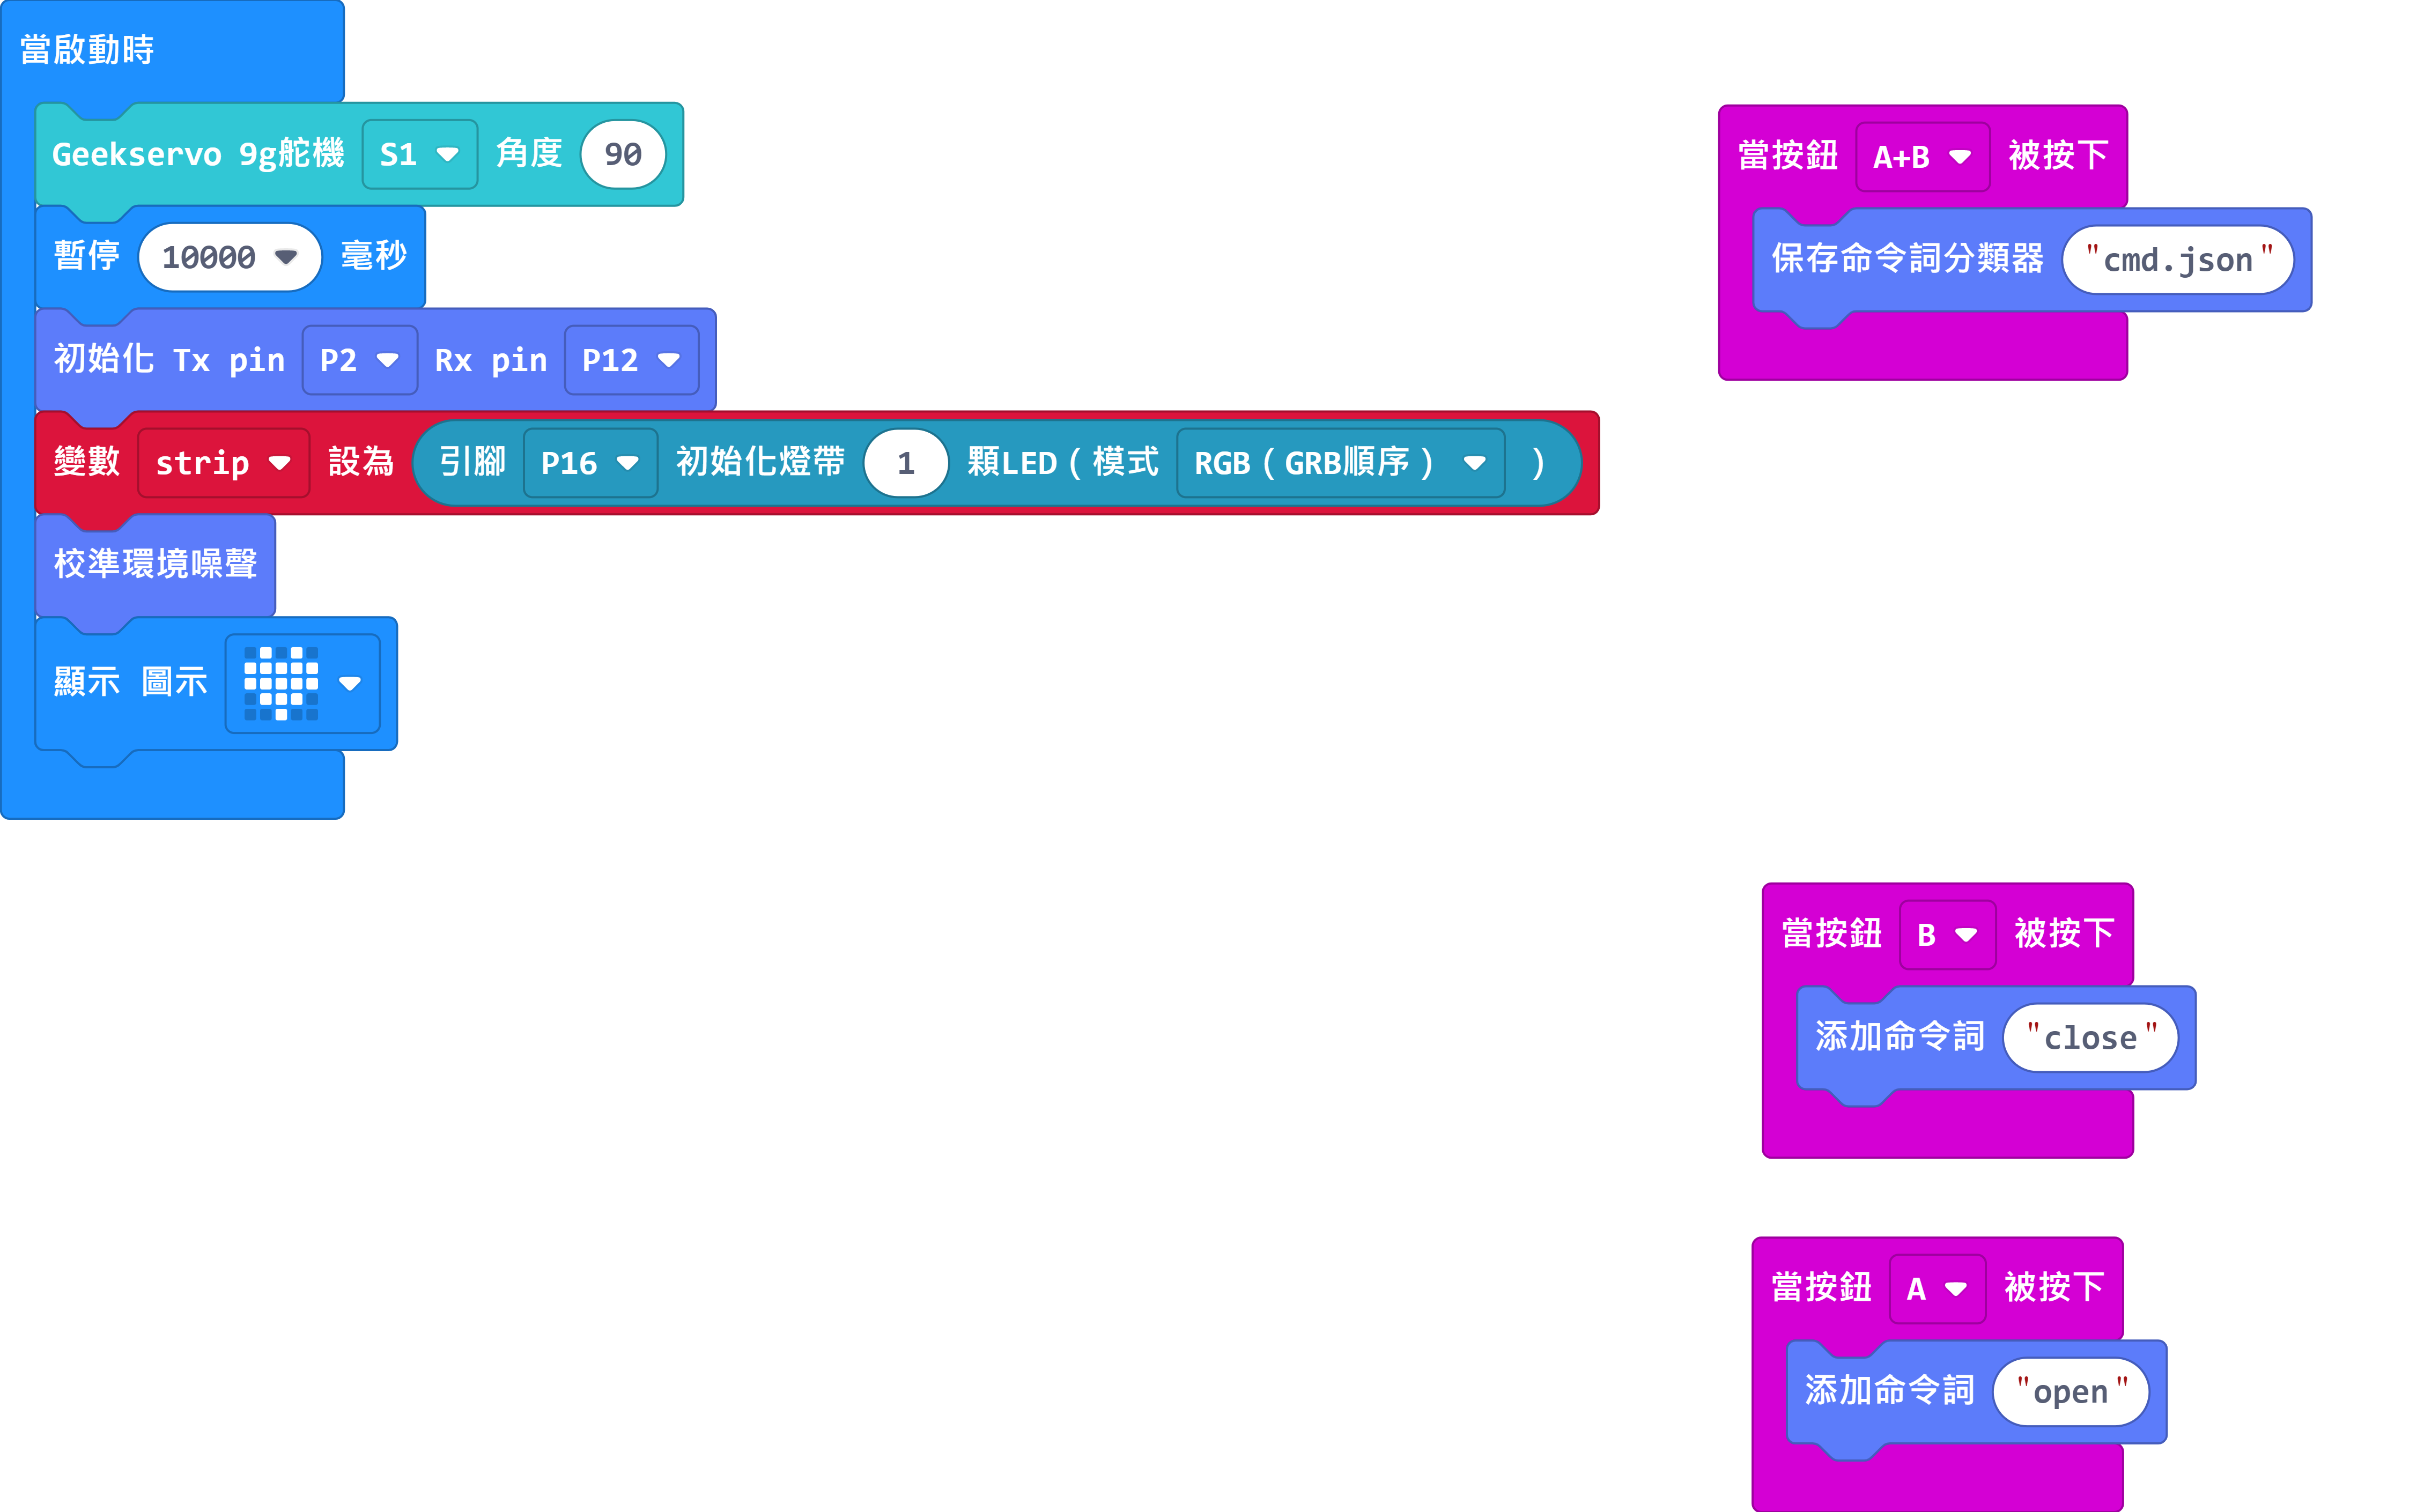 當啟動時
Geekservo 9g舵機 S1 角度 90
暫停 10000 毫秒
初始化 Tx pin P2 Rx pin P12
變數 strip 設為 引腳 P16 初始化燈帶 1 顆LED（模式 RGB（GRB順序） ）
校準環境噪聲
顯示 圖示
當按鈕 A+B 被按下
保存命令詞分類器 "cmd.json"
當按鈕 B 被按下
添加命令詞 "close"
當按鈕 A 被按下
添加命令詞 "open"